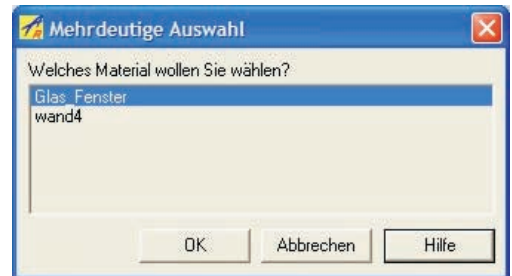 Mehrdeutige Auswahl
Welches Material wollen Sie wählen?
Glas_Fenster
wand4
OK Abbrechen Hilfe